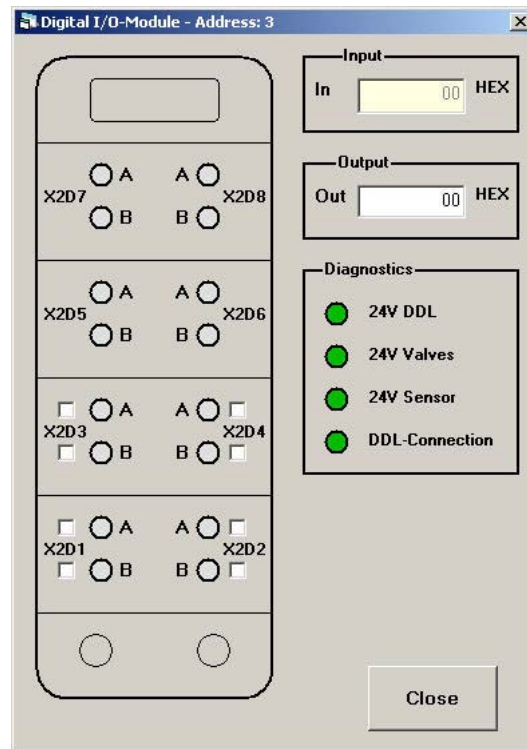 Digital I/O-Module - Address: 3
Input
In 00 HEX
Output
Out 00 HEX
Diagnostics
24V DDL
24V Valves
24V Sensor
DDL-Connection
A A
X2D7 X2D8
B B
A A
X2D5 X2D6
B B
A A
X2D3 X2D4
B B
A A
X2D1 X2D2
B B
Close